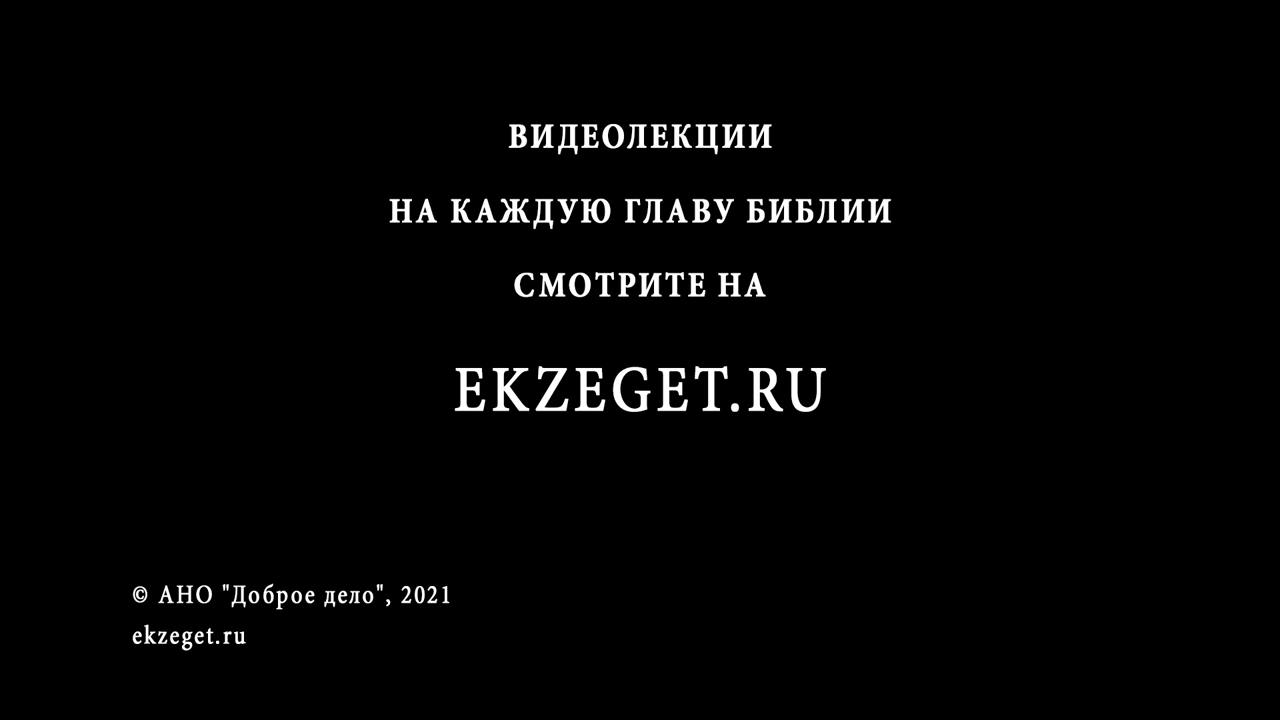 ВИДЕОЛЕКЦИИ
НА КАЖДУЮ ГЛАВУ БИБЛИИ
СМОТРИТЕ НА
EKZEGET.RU
© АНО "Доброе дело", 2021
ekzeget.ru